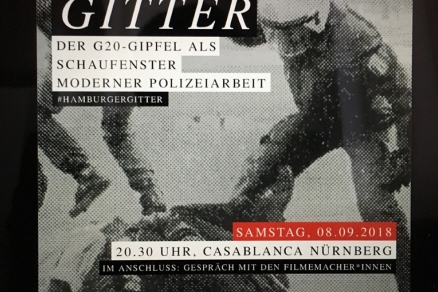 GITTER
DER G20-GIPFEL ALS
SCHAUFENSTER
MODERNER POLIZEIARBEIT
#HAMBURGERGITTER
SAMSTAG, 08.09.2018
20.30 UHR, CASABLANCA NÜRNBERG
IM ANSCHLUSS: GESPRÄCH MIT DEN FILMEMACHER*INNEN